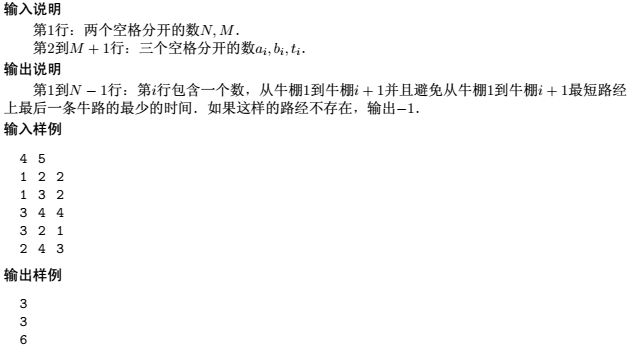 输入说明
第1行：两个空格分开的数N, M.
第2到M + 1行：三个空格分开的数aᵢ, bᵢ, tᵢ.
输出说明
第1到N − 1行：第i行包含一个数，从牛棚1到牛棚i + 1并且避免从牛棚1到牛棚i + 1最短路经
上最后一条牛路的最少的时间．如果这样的路经不存在，输出−1.
输入样例
4 5
1 2 2
1 3 2
3 4 4
3 2 1
2 4 3
输出样例
3
3
6